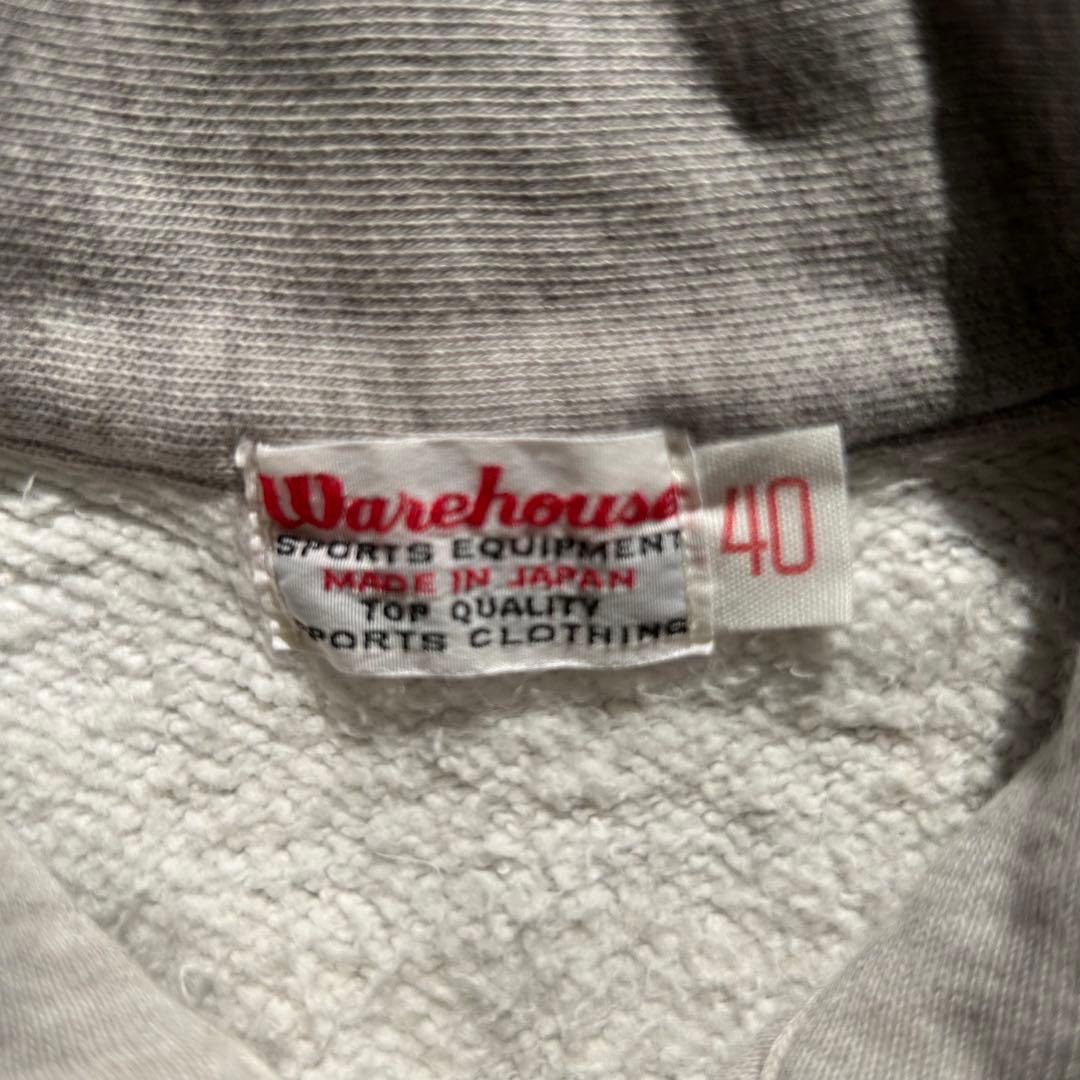 Warehouse
SPORTS EQUIPMENT
MADE IN JAPAN
TOP QUALITY
SPORTS CLOTHING
40